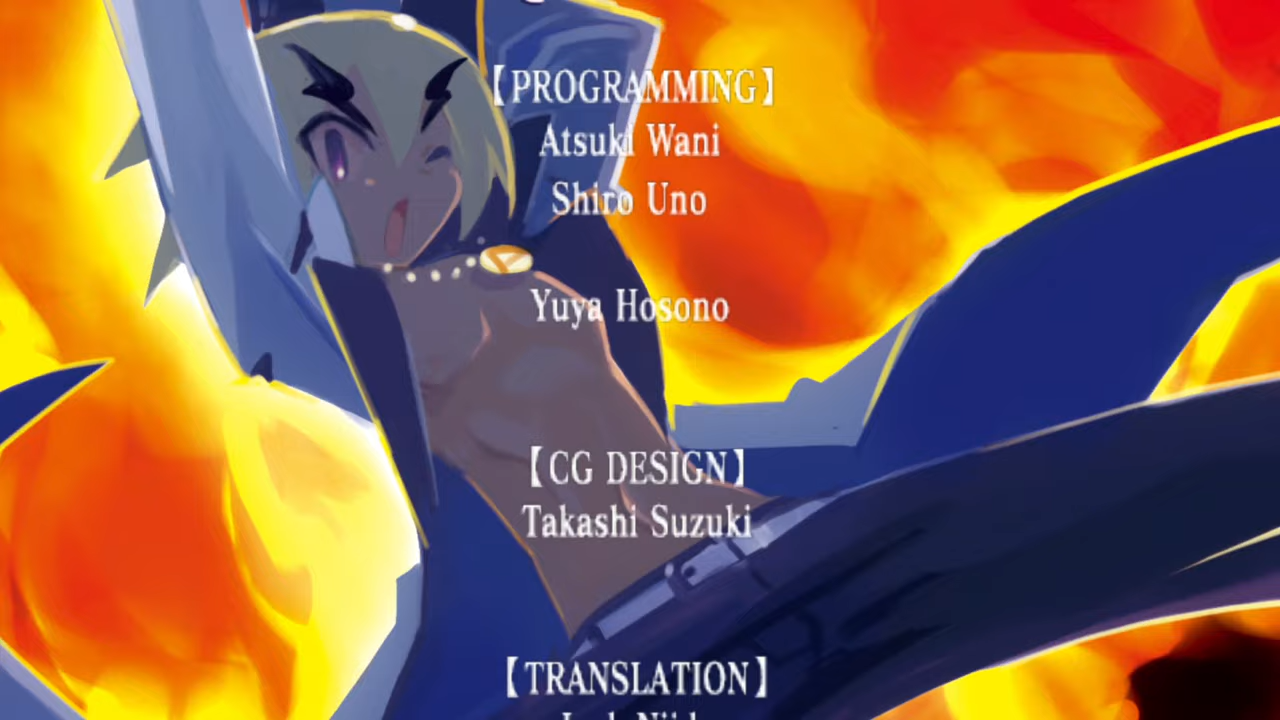 【PROGRAMMING】
Atsuki Wani
Shiro Uno
Yuya Hosono
【CG DESIGN】
Takashi Suzuki
【TRANSLATION】